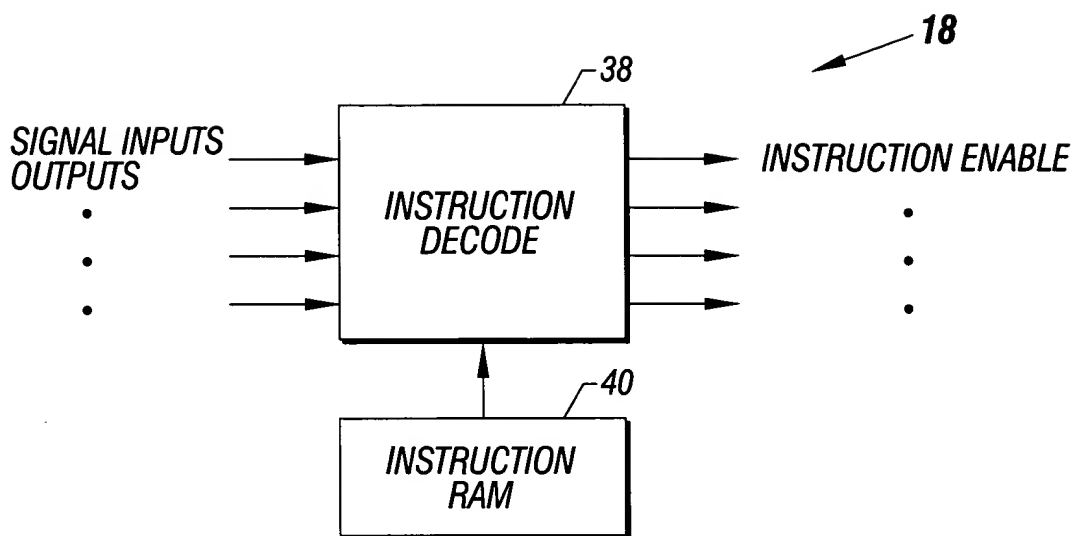 18
38
SIGNAL INPUTS
OUTPUTS
INSTRUCTION
DECODE
INSTRUCTION ENABLE
40
INSTRUCTION
RAM